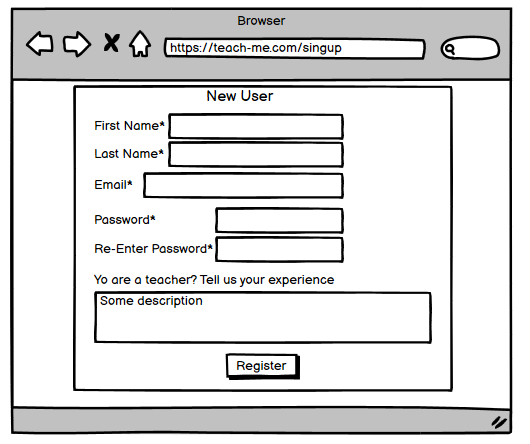 Browser
https://teach-me.com/singup
New User
First Name*
Last Name*
Email*
Password*
Re-Enter Password*
Yo are a teacher? Tell us your experience
Some description
Register